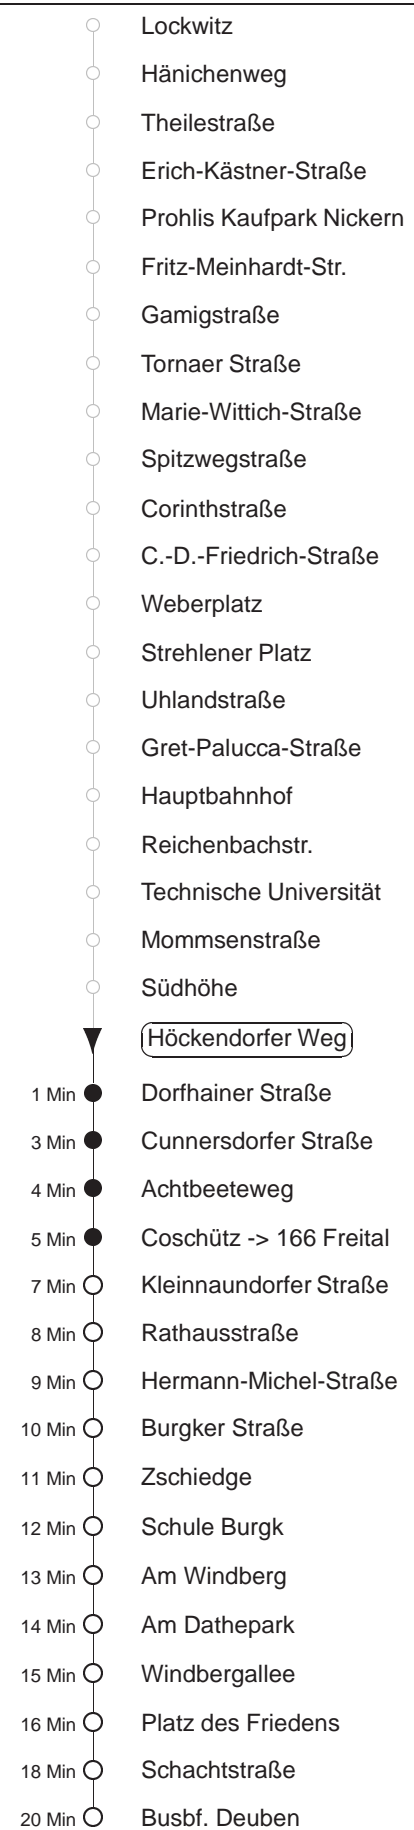 Lockwitz
Hänichenweg
Theilestraße
Erich-Kästner-Straße
Prohlis Kaufpark Nickern
Fritz-Meinhardt-Str.
Gamigstraße
Tornaer Straße
Marie-Wittich-Straße
Spitzwegstraße
Corinthstraße
C.-D.-Friedrich-Straße
Weberplatz
Strehlener Platz
Uhlandstraße
Gret-Palucca-Straße
Hauptbahnhof
Reichenbachstr.
Technische Universität
Mommsenstraße
Südhöhe
Höckendorfer Weg
1 Min Dorfhainer Straße
3 Min Cunnersdorfer Straße
4 Min Achtbeeteweg
5 Min Coschütz -> 166 Freital
7 Min Kleinnaundorfer Straße
8 Min Rathausstraße
9 Min Hermann-Michel-Straße
10 Min Burgker Straße
11 Min Zschiedge
12 Min Schule Burgk
13 Min Am Windberg
14 Min Am Dathepark
15 Min Windbergallee
16 Min Platz des Friedens
18 Min Schachtstraße
20 Min Busbf. Deuben